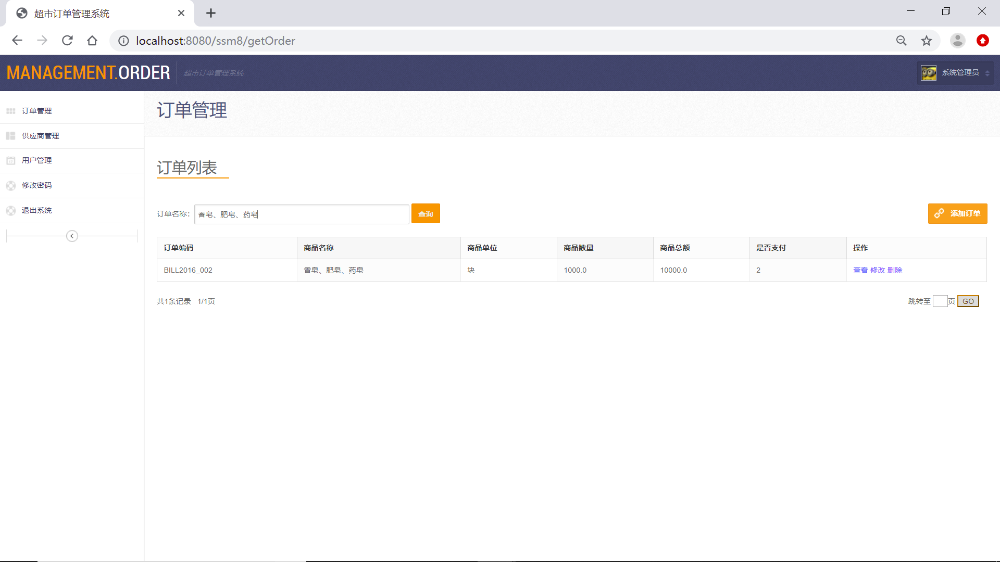 超市订单管理系统
localhost:8080/ssm8/getOrder
MANAGEMENT.ORDER 超市订单管理系统 系统管理员
订单管理
供应商管理
用户管理
修改密码
退出系统
订单管理
订单列表
订单名称： 香皂、肥皂、药皂 查询 添加订单
订单编码 商品名称 商品单位 商品数量 商品总额 是否支付 操作
BILL2016_002 香皂、肥皂、药皂 块 1000.0 10000.0 2 查看 修改 删除
共1条记录 1/1页 跳转至 页 GO